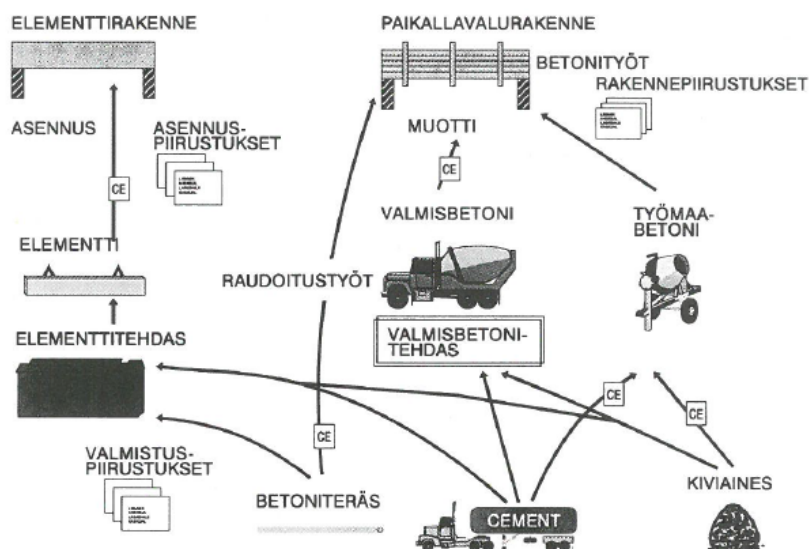 ELEMENTTIRAKENNE
PAIKALLAVALURAKENNE
BETONITYÖT
RAKENNEPIIRUSTUKSET
ASENNUS
ASENNUS-
PIIRUSTUKSET
MUOTTI
CE
CE
VALMISBETONI
TYÖMAA-
BETONI
ELEMENTTI
RAUDOITUSTYÖT
ELEMENTTITEHDAS
VALMISBETONI-
TEHDAS
CE
CE
CE
VALMISTUS-
PIIRUSTUKSET
BETONITERÄS
CEMENT
KIVIAINES